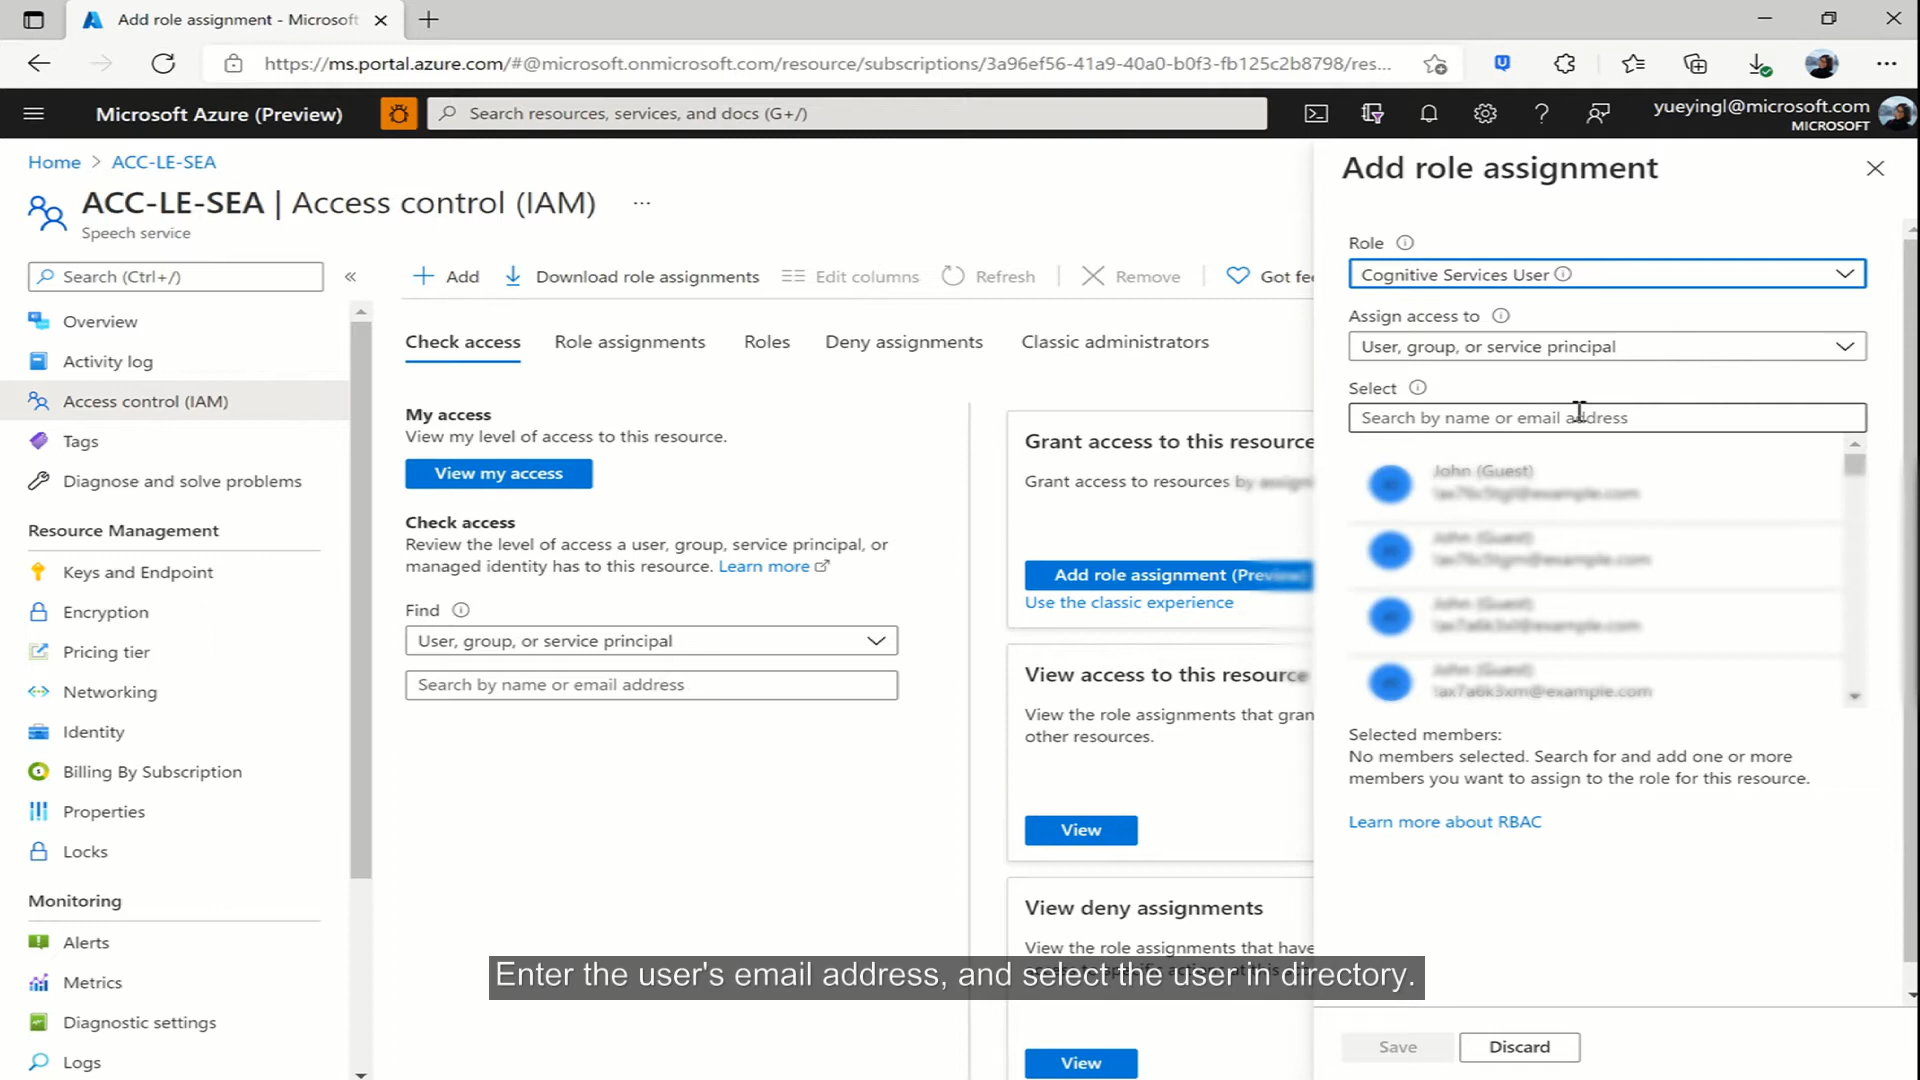 Add role assignment - Microsoft
https://ms.portal.azure.com/#@microsoft.onmicrosoft.com/resource/subscriptions/3a96ef56-41a9-40a0-b0f3-fb125c2b8798/res...
Microsoft Azure (Preview)
Search resources, services, and docs (G+/)
yueyingl@microsoft.com
MICROSOFT
Home > ACC-LE-SEA
ACC-LE-SEA | Access control (IAM) ...
Speech service
Search (Ctrl+/)
Overview
Activity log
Access control (IAM)
Tags
Diagnose and solve problems
Resource Management
Keys and Endpoint
Encryption
Pricing tier
Networking
Identity
Billing By Subscription
Properties
Locks
Monitoring
Alerts
Metrics
Diagnostic settings
Logs
Add
Download role assignments
Edit columns
Refresh
Remove
Got fee
Check access
Role assignments
Roles
Deny assignments
Classic administrators
My access
View my level of access to this resource.
View my access
Check access
Review the level of access a user, group, service principal, or
managed identity has to this resource. Learn more
Find
User, group, or service principal
Search by name or email address
Grant access to this resource
Grant access to resources by
Add role assignment (Preview)
Use the classic experience
View access to this resource
View the role assignments that gran
other resources.
View
View deny assignments
View the role assignments that have
View
Add role assignment
Role
Cognitive Services User
Assign access to
User, group, or service principal
Select
Search by name or email address
John (Guest)
John (Guest)
John (Guest)
John (Guest)
Selected members:
No members selected. Search for and add one or more
members you want to assign to the role for this resource.
Learn more about RBAC
Save
Discard
Enter the user's email address, and select the user in directory.